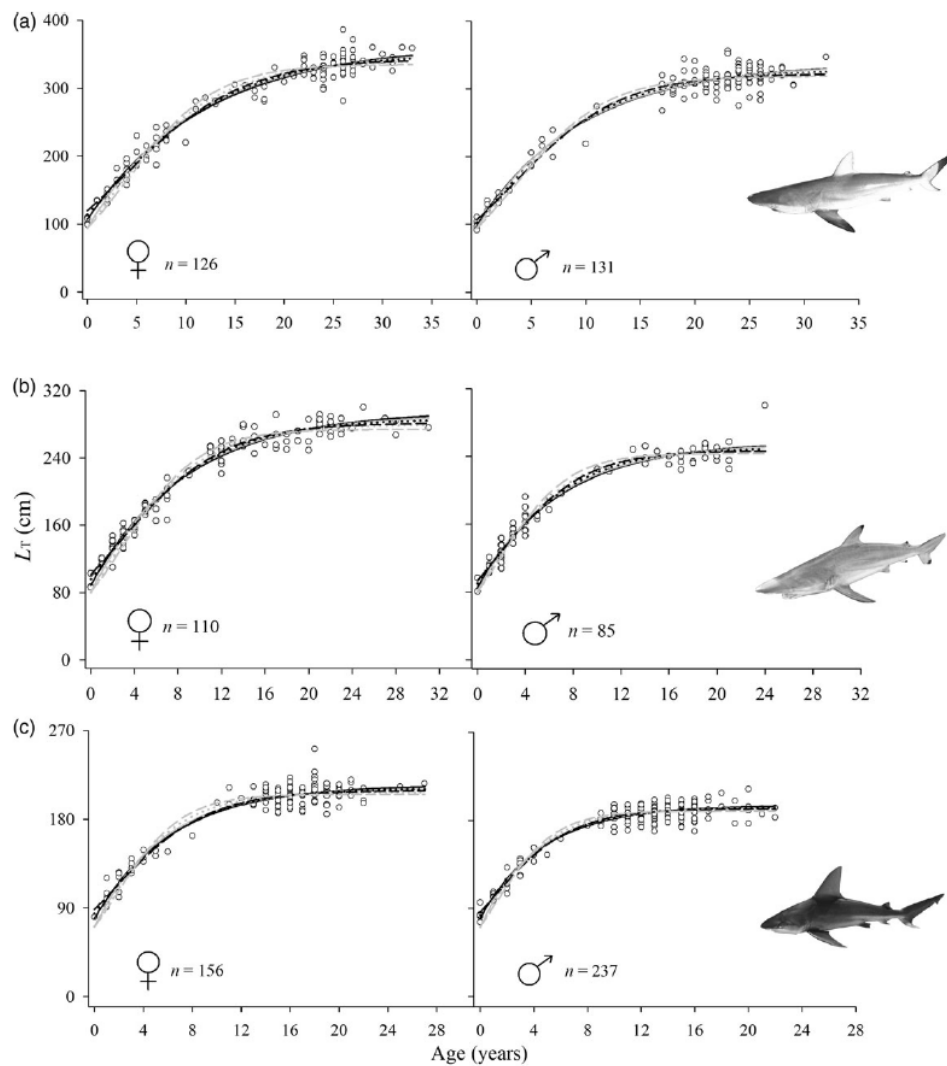 (a)
400
300
200
100
0
♀ n = 126
♂ n = 131
0 5 10 15 20 25 30 35
0 5 10 15 20 25 30 35
(b)
320
240
160
80
0
LT (cm)
♀ n = 110
♂ n = 85
0 4 8 12 16 20 24 28 32
0 4 8 12 16 20 24 28 32
(c)
270
180
90
0
♀ n = 156
♂ n = 237
0 4 8 12 16 20 24 28
0 4 8 12 16 20 24 28
Age (years)